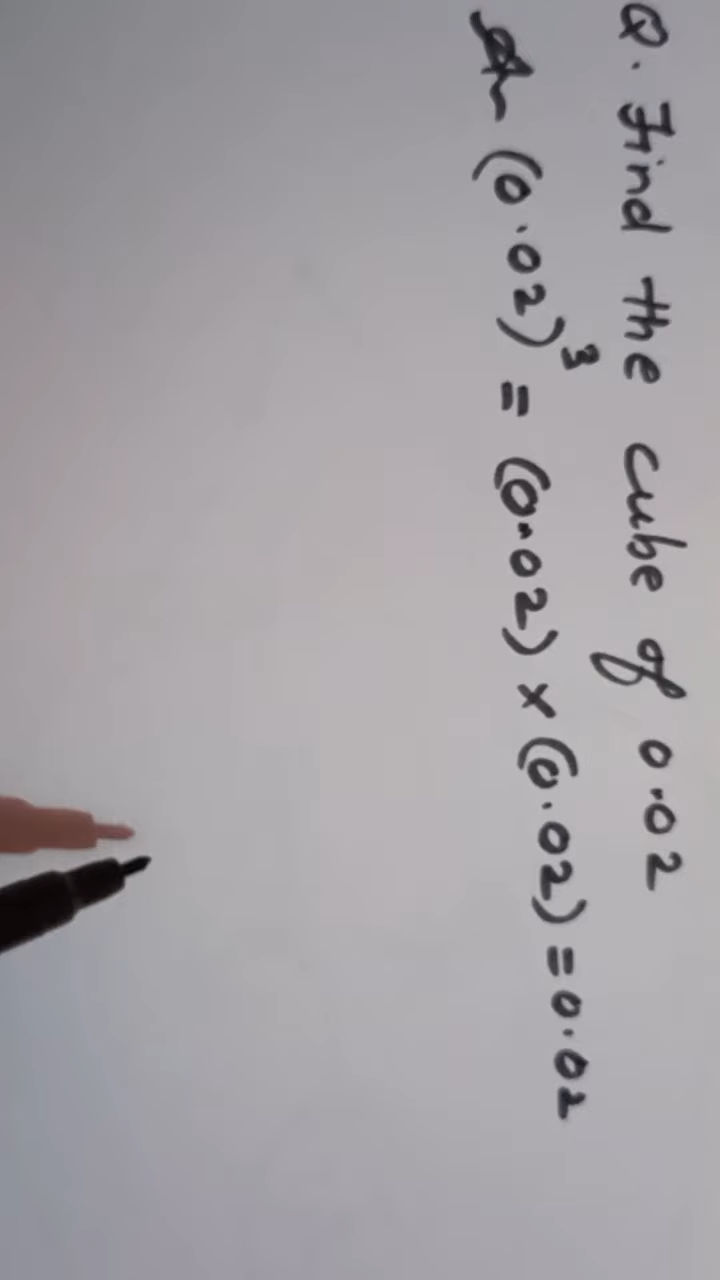 Q. Find the cube of 0.02
(0.02)³ = (0.02) × (0.02) = 0.02